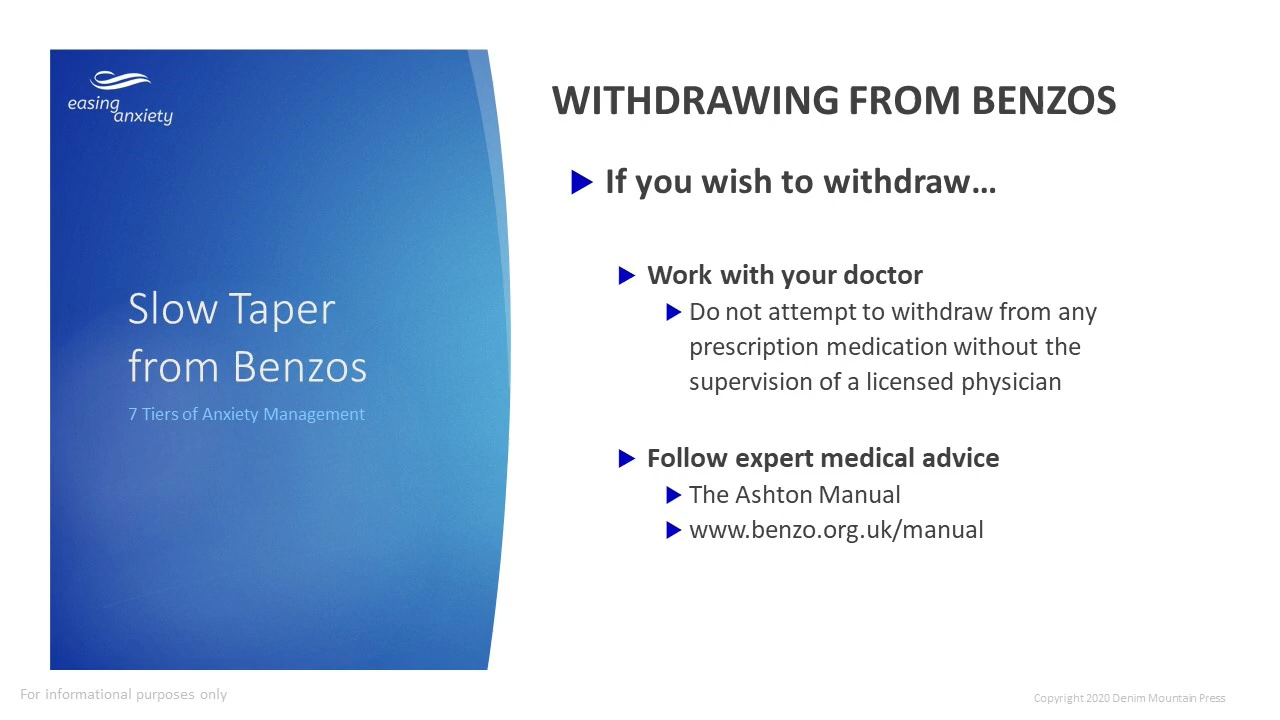 easing
anxiety
Slow Taper
from Benzos
7 Tiers of Anxiety Management
WITHDRAWING FROM BENZOS
If you wish to withdraw…
Work with your doctor
Do not attempt to withdraw from any
prescription medication without the
supervision of a licensed physician
Follow expert medical advice
The Ashton Manual
www.benzo.org.uk/manual
For informational purposes only
Copyright 2020 Denim Mountain Press